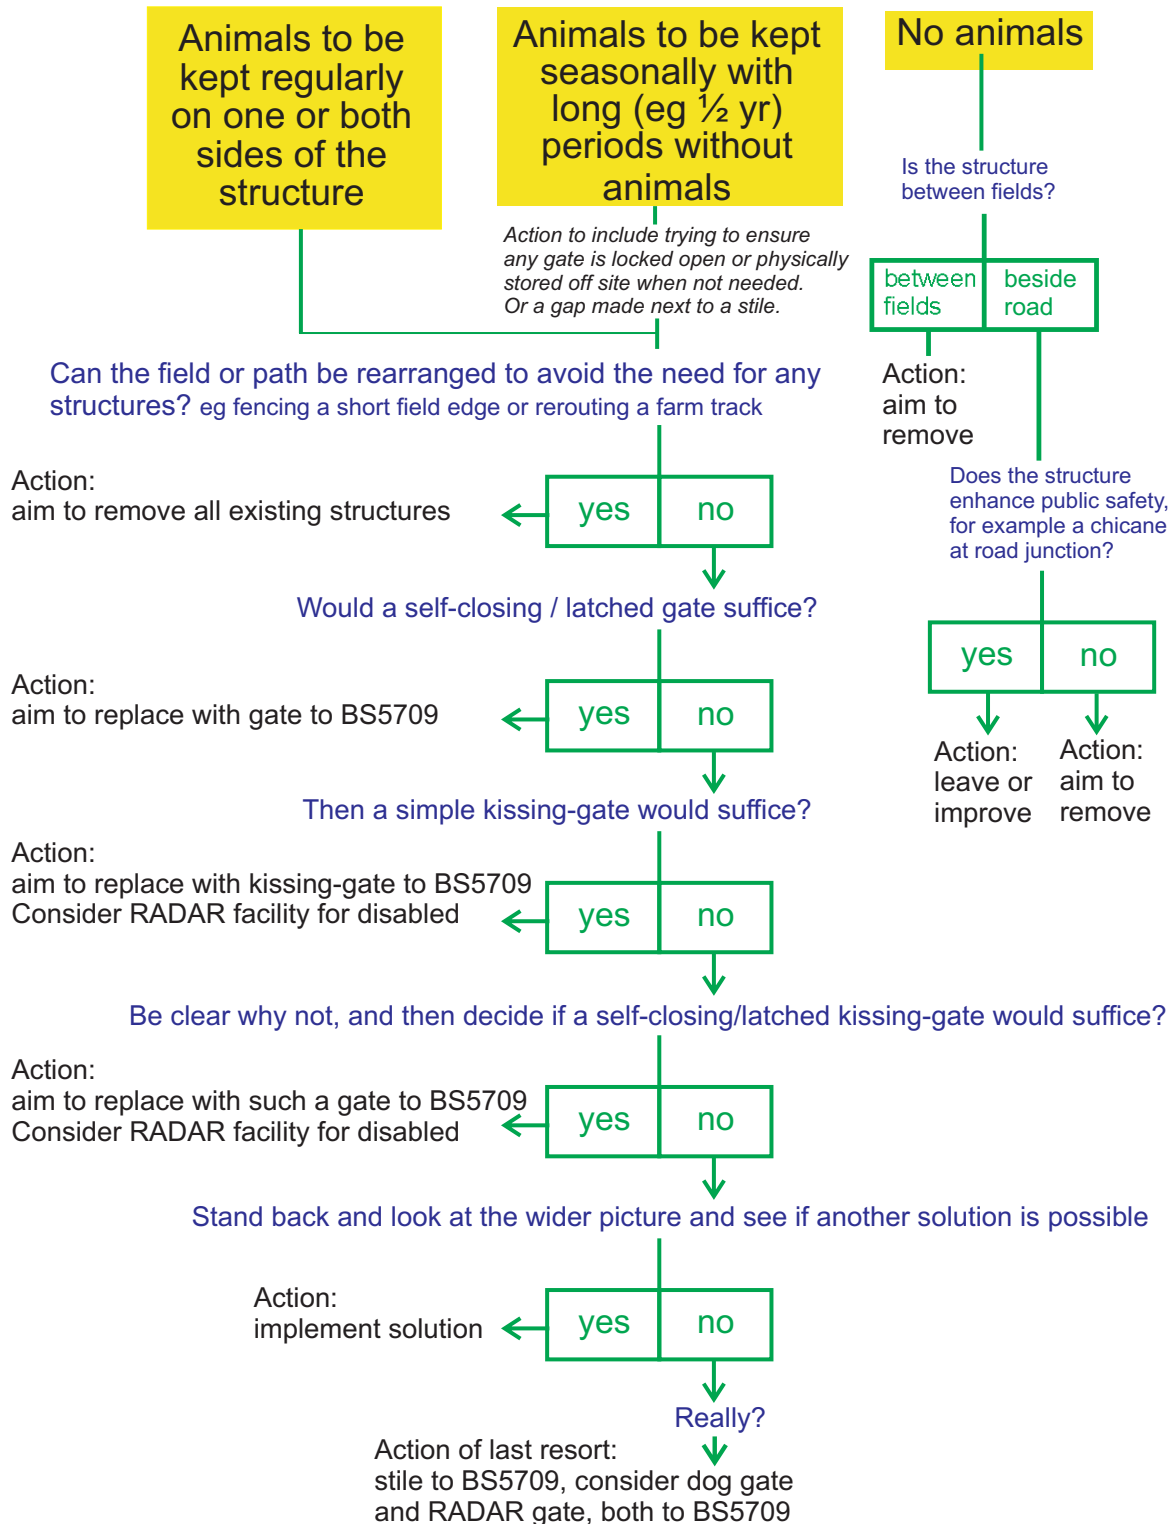 Animals to be
kept regularly
on one or both
sides of the
structure
Animals to be kept
seasonally with
long (eg ½ yr)
periods without
animals
Action to include trying to ensure
any gate is locked open or physically
stored off site when not needed.
Or a gap made next to a stile.
No animals
Is the structure
between fields?
between
fields
beside
road
Action:
aim to
remove
Does the structure
enhance public safety,
for example a chicane
at road junction?
yes
no
Action:
leave or
improve
Action:
aim to
remove
Can the field or path be rearranged to avoid the need for any
structures? eg fencing a short field edge or rerouting a farm track
Action:
aim to remove all existing structures
yes
no
Would a self-closing / latched gate suffice?
Action:
aim to replace with gate to BS5709
yes
no
Then a simple kissing-gate would suffice?
Action:
aim to replace with kissing-gate to BS5709
Consider RADAR facility for disabled
yes
no
Be clear why not, and then decide if a self-closing/latched kissing-gate would suffice?
Action:
aim to replace with such a gate to BS5709
Consider RADAR facility for disabled
yes
no
Stand back and look at the wider picture and see if another solution is possible
Action:
implement solution
yes
no
Really?
Action of last resort:
stile to BS5709, consider dog gate
and RADAR gate, both to BS5709